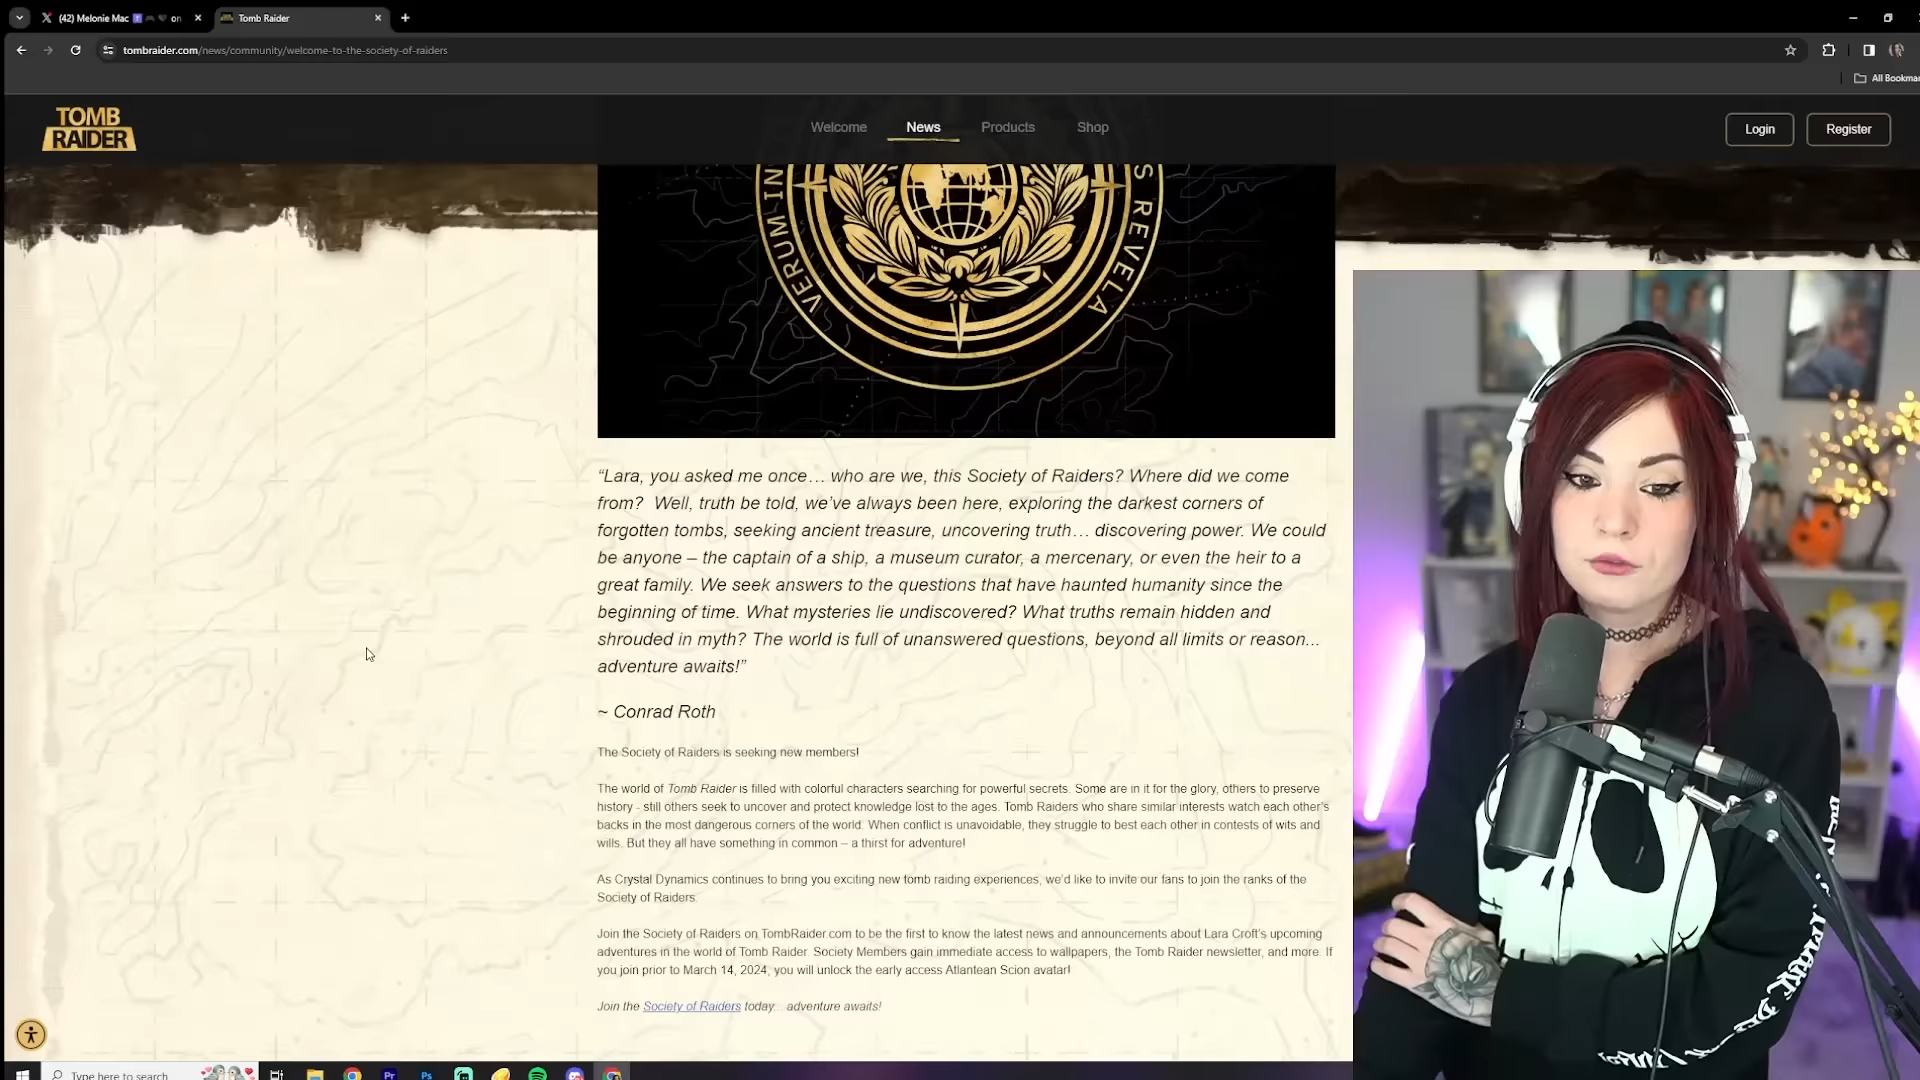 (42) Melonie Mac
on
Tomb Raider
tombraider.com/news/community/welcome-to-the-society-of-raiders
All Bookmar
TOMB
RAIDER
Welcome
News
Products
Shop
Login
Register
VERUM IN
S REVELA
“Lara, you asked me once… who are we, this Society of Raiders? Where did we come
from?  Well, truth be told, we’ve always been here, exploring the darkest corners of
forgotten tombs, seeking ancient treasure, uncovering truth… discovering power. We could
be anyone – the captain of a ship, a museum curator, a mercenary, or even the heir to a
great family. We seek answers to the questions that have haunted humanity since the
beginning of time. What mysteries lie undiscovered? What truths remain hidden and
shrouded in myth? The world is full of unanswered questions, beyond all limits or reason...
adventure awaits!”
~ Conrad Roth
The Society of Raiders is seeking new members!
The world of Tomb Raider is filled with colorful characters searching for powerful secrets. Some are in it for the glory, others to preserve
history - still others seek to uncover and protect knowledge lost to the ages. Tomb Raiders who share similar interests watch each other’s
backs in the most dangerous corners of the world. When conflict is unavoidable, they struggle to best each other in contests of wits and
wills. But they all have something in common – a thirst for adventure!
As Crystal Dynamics continues to bring you exciting new tomb raiding experiences, we’d like to invite our fans to join the ranks of the
Society of Raiders.
Join the Society of Raiders on TombRaider.com to be the first to know the latest news and announcements about Lara Croft’s upcoming
adventures in the world of Tomb Raider. Society Members gain immediate access to wallpapers, the Tomb Raider newsletter, and more. If
you join prior to March 14, 2024, you will unlock the early access Atlantean Scion avatar!
Join the Society of Raiders today... adventure awaits!
Type here to search
Pr
Ps